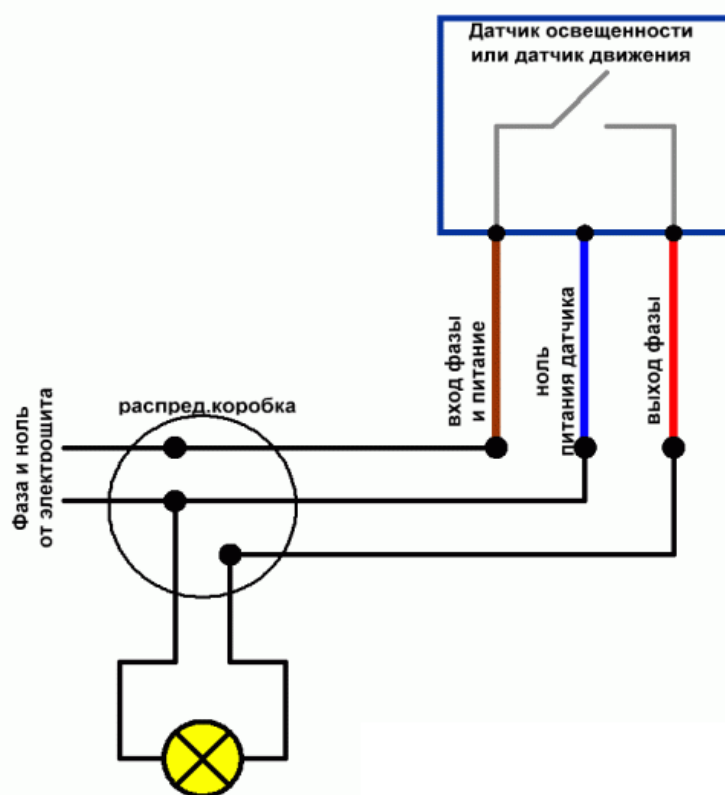 Датчик освещенности
или датчик движения
вход фазы
и питание
ноль
питания датчика
выход фазы
распред.коробка
Фаза и ноль
от электрощита